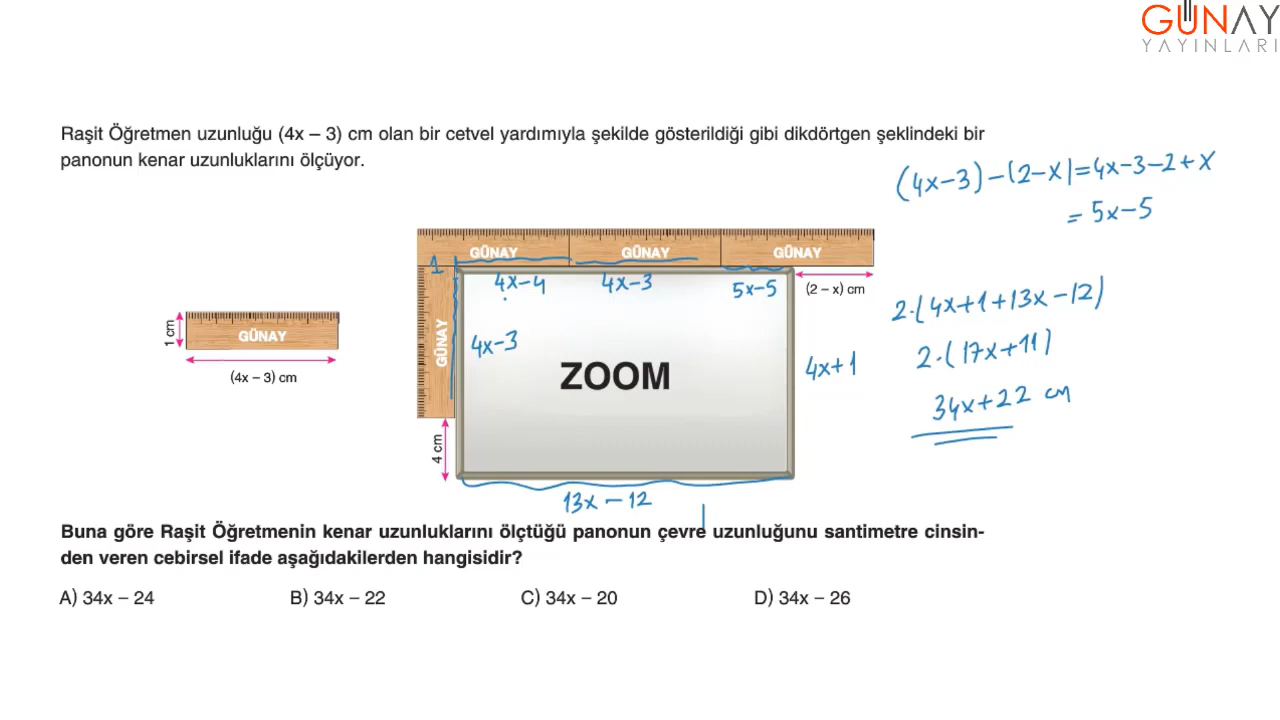 GÜNAY
YAYINLARI
Raşit Öğretmen uzunluğu (4x – 3) cm olan bir cetvel yardımıyla şekilde gösterildiği gibi dikdörtgen şeklindeki bir
panonun kenar uzunluklarını ölçüyor.
(4x-3)-(2-x)=4x-3-2+x
= 5x-5
GÜNAY GÜNAY GÜNAY
1
4x-4 4x-3 5x-5 (2 – x) cm
2.(4x+1+13x-12)
1 cm GÜNAY
GÜNAY
4x-3
2.(17x+11)
(4x – 3) cm
ZOOM
4x+1
34x+22 cm
4 cm
13x-12
Buna göre Raşit Öğretmenin kenar uzunluklarını ölçtüğü panonun çevre uzunluğunu santimetre cinsin-
den veren cebirsel ifade aşağıdakilerden hangisidir?
A) 34x – 24 B) 34x – 22 C) 34x – 20 D) 34x – 26